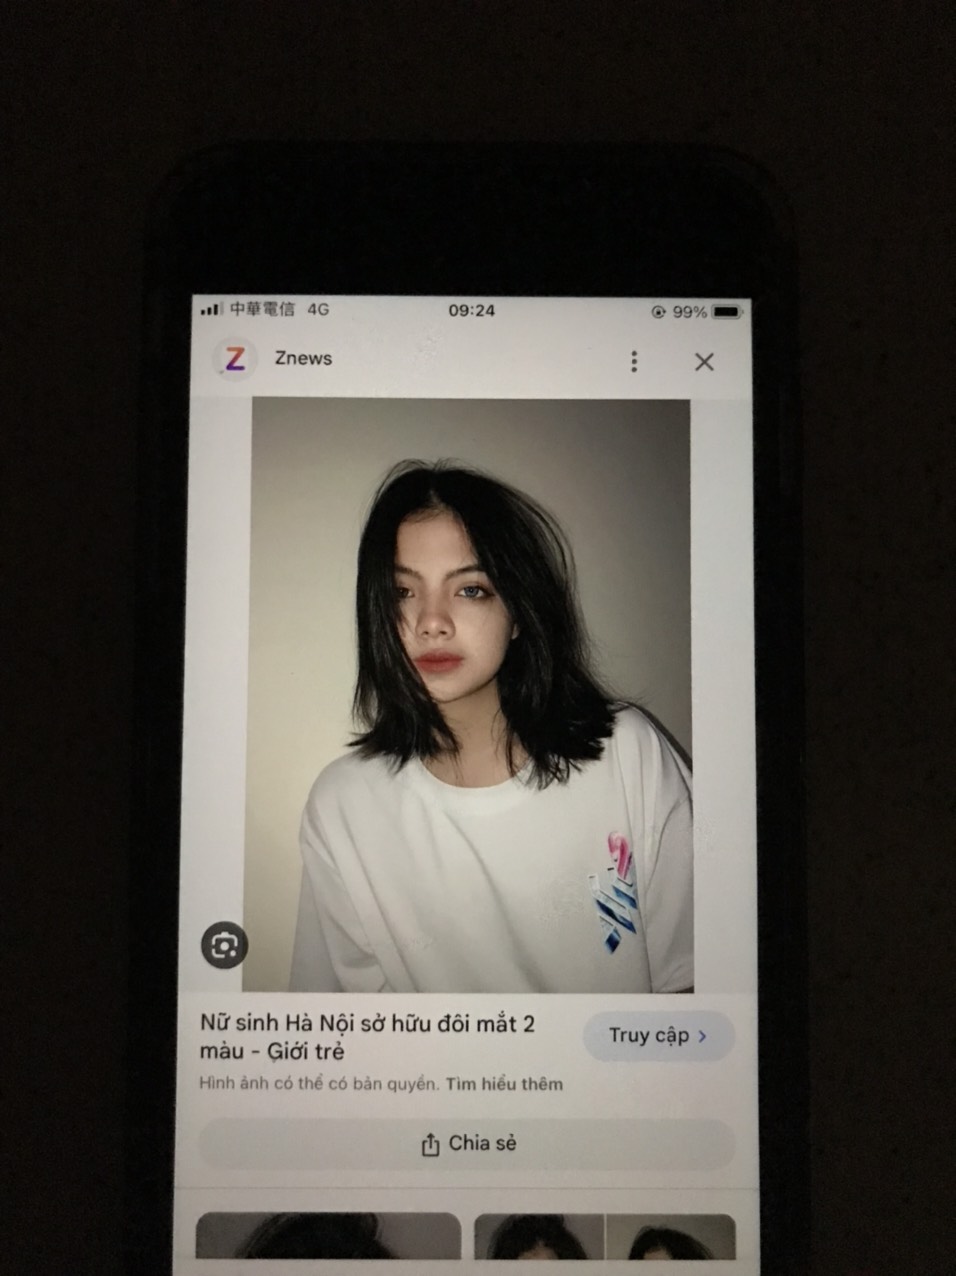 中華電信 4G 09:24 99%
Znews
Nữ sinh Hà Nội sở hữu đôi mắt 2
màu - Giới trẻ
Truy cập
Hình ảnh có thể có bản quyền. Tìm hiểu thêm
Chia sẻ